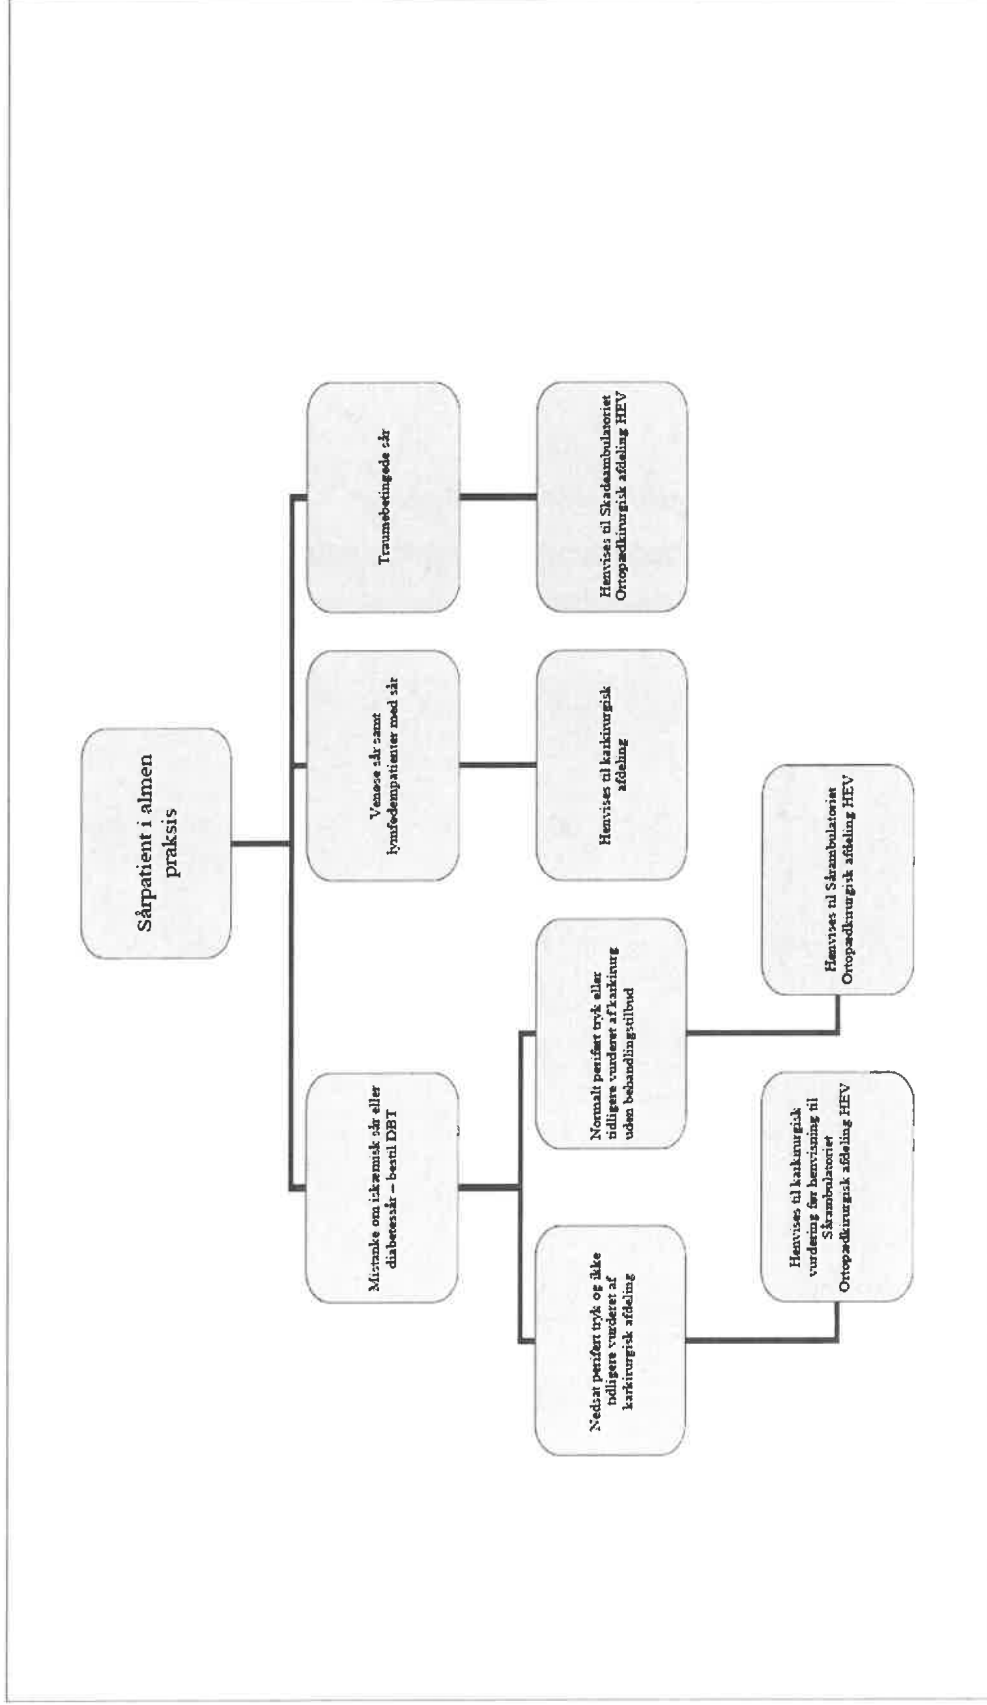 Sårpatient i almen
praksis
Mistanke om iskæmisk sår eller
diabetessår – bestil DBT
Venøse sår samt
lymfødempatienter med sår
Traumebetingede sår
Nedsat perifert tryk og ikke
tidligere vurderet af
karkirurgisk afdeling
Normalt perifert tryk eller
tidligere vurderet af karkirurg
uden behandlingstilbud
Henvises til karkirurgisk
afdeling
Henvises til Skadeambulatoriet
Ortopædkirurgisk afdeling HEV
Henvises til karkirurgisk
vurdering før henvisning til
Sårambulatoriet
Ortopædkirurgisk afdeling HEV
Henvises til Sårambulatoriet
Ortopædkirurgisk afdeling HEV